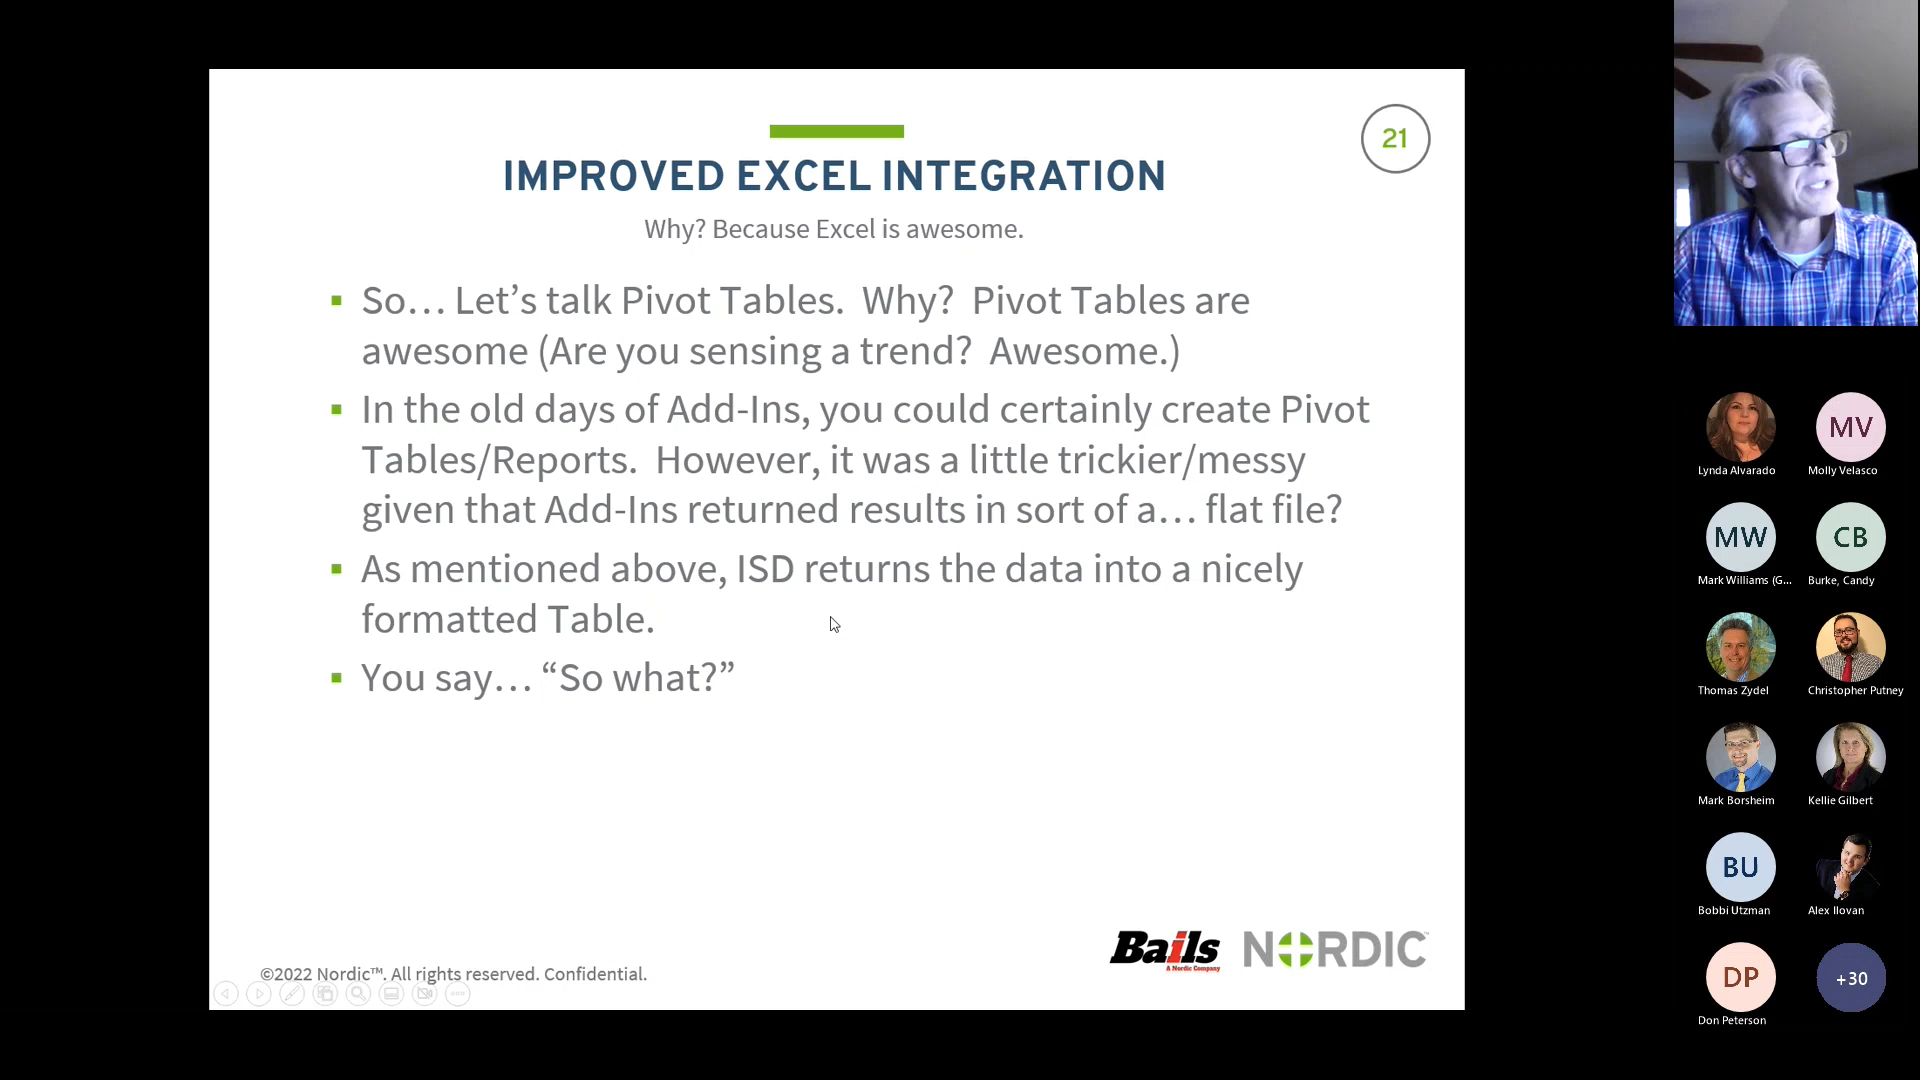 21
IMPROVED EXCEL INTEGRATION
Why? Because Excel is awesome.
▪ So… Let’s talk Pivot Tables.  Why?  Pivot Tables are
awesome (Are you sensing a trend?  Awesome.)
▪ In the old days of Add-Ins, you could certainly create Pivot
Tables/Reports.  However, it was a little trickier/messy
given that Add-Ins returned results in sort of a… flat file?
▪ As mentioned above, ISD returns the data into a nicely
formatted Table.
▪ You say… “So what?”
Bails
A Nordic Company
NORDIC™
©2022 Nordic™. All rights reserved. Confidential.
Lynda Alvarado
MV
Molly Velasco
MW
Mark Williams (G...
CB
Burke, Candy
Thomas Zydel
Christopher Putney
Mark Borsheim
Kellie Gilbert
BU
Bobbi Utzman
Alex Ilovan
DP
Don Peterson
+30